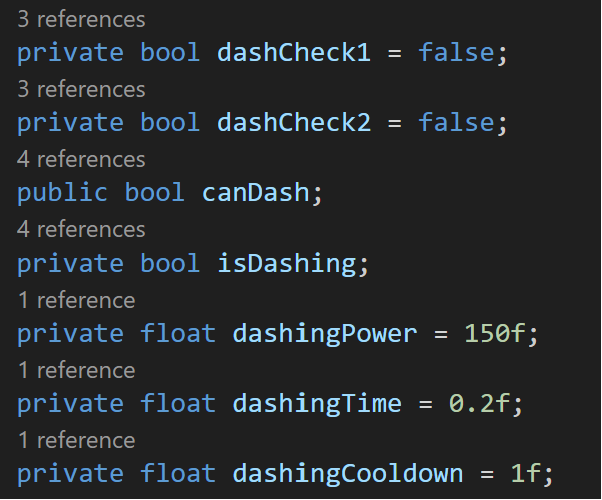 3 references
private bool dashCheck1 = false;
3 references
private bool dashCheck2 = false;
4 references
public bool canDash;
4 references
private bool isDashing;
1 reference
private float dashingPower = 150f;
1 reference
private float dashingTime = 0.2f;
1 reference
private float dashingCooldown = 1f;